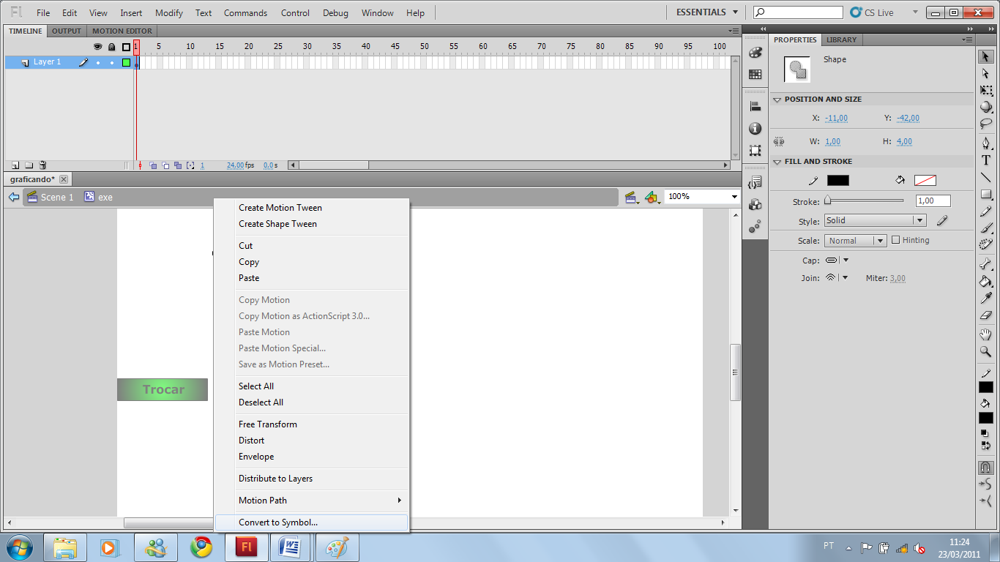 Fl File Edit View Insert Modify Text Commands Control Debug Window Help ESSENTIALS CS Live
TIMELINE OUTPUT MOTION EDITOR
1 5 10 15 20 25 30 35 40 45 50 55 60 65 70 75 80 85 90 95 100
Layer 1
1 24,00 fps 0,0 s
graficando*
Scene 1 exe 100%
Create Motion Tween
Create Shape Tween
Cut
Copy
Paste
Copy Motion
Copy Motion as ActionScript 3.0...
Paste Motion
Paste Motion Special...
Save as Motion Preset...
Select All
Deselect All
Free Transform
Distort
Envelope
Distribute to Layers
Motion Path
Convert to Symbol...
Trocar
PROPERTIES LIBRARY
Shape
POSITION AND SIZE
X: -11,00 Y: -42,00
W: 1,00 H: 4,00
FILL AND STROKE
Stroke: 1,00
Style: Solid
Scale: Normal Hinting
Cap:
Join: Miter: 3,00
T
Fl
W
PT
11:24
23/03/2011